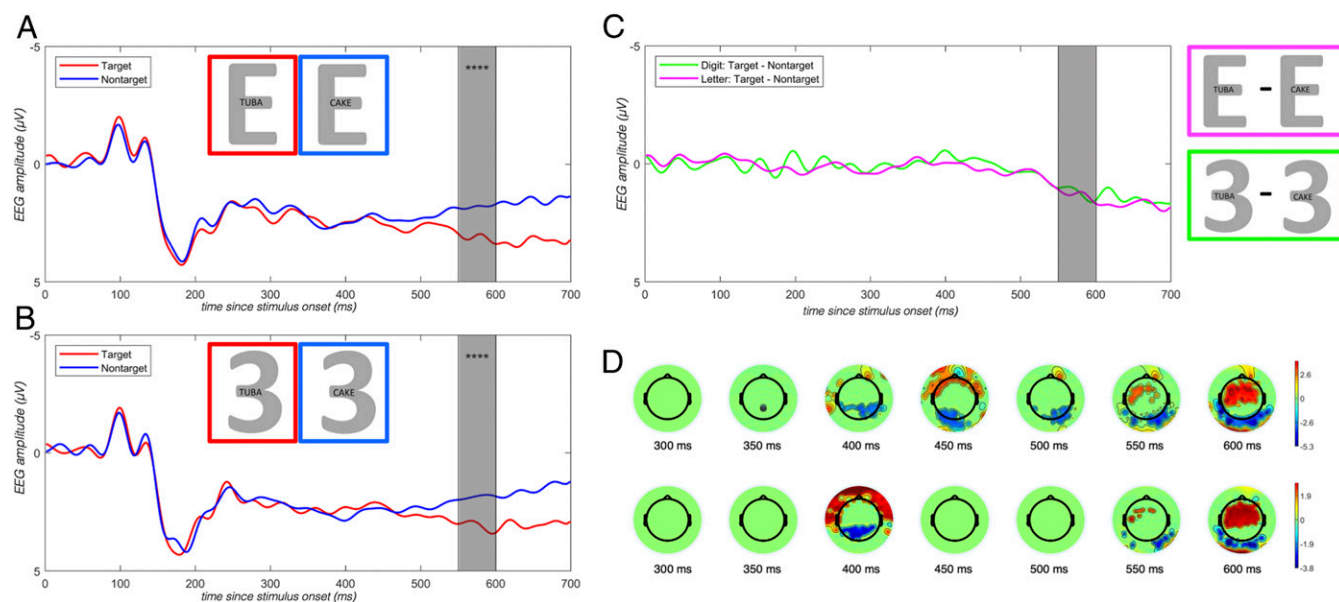 A
-5
Target
Nontarget
TUBA
CAKE
****
EEG amplitude (µV)
0
5
0 100 200 300 400 500 600 700
time since stimulus onset (ms)
B
-5
Target
Nontarget
TUBA
CAKE
****
EEG amplitude (µV)
0
5
0 100 200 300 400 500 600 700
time since stimulus onset (ms)
C
-5
Digit: Target - Nontarget
Letter: Target - Nontarget
EEG amplitude (µV)
0
5
0 100 200 300 400 500 600 700
time since stimulus onset (ms)
E - E
TUBA CAKE
3 - 3
TUBA CAKE
D
300 ms 350 ms 400 ms 450 ms 500 ms 550 ms 600 ms
2.6
0
-2.6
-5.3
300 ms 350 ms 400 ms 450 ms 500 ms 550 ms 600 ms
2.9
0
-1.9
-3.8
E E
3 3